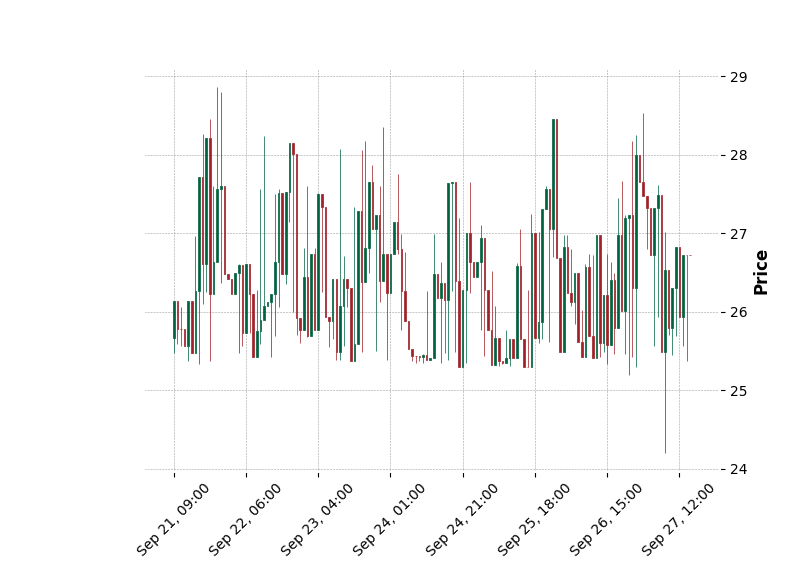 29
28
27
26
25
24
Price
Sep 21, 09:00
Sep 22, 06:00
Sep 23, 04:00
Sep 24, 01:00
Sep 24, 21:00
Sep 25, 18:00
Sep 26, 15:00
Sep 27, 12:00